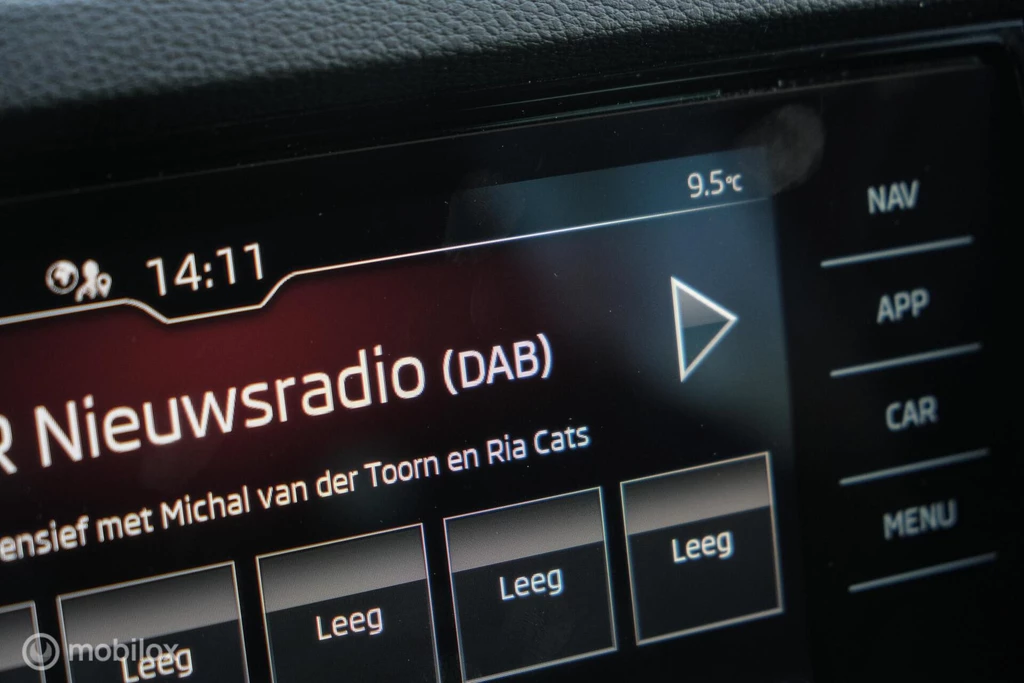 9.5°C
14:11
R Nieuwsradio (DAB)
ensief met Michal van der Toorn en Ria Cats
Leeg
Leeg
Leeg
Leeg
NAV
APP
CAR
MENU
mobilox